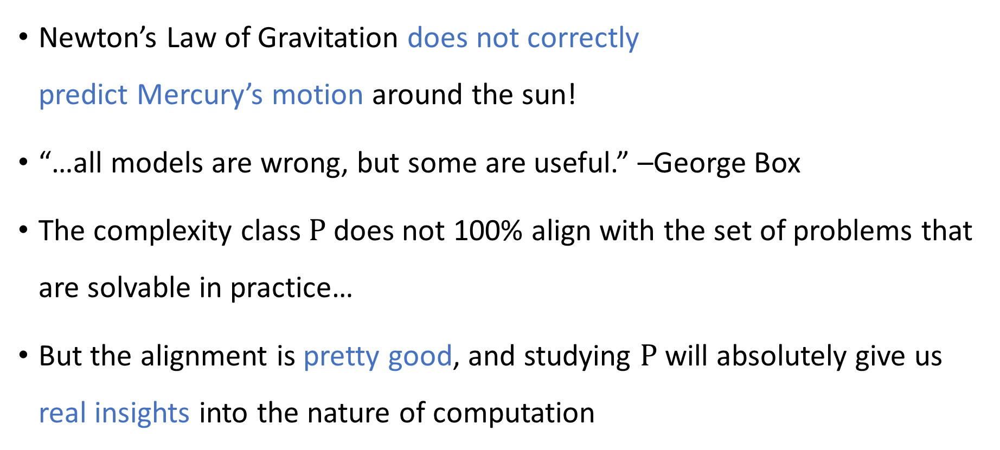 • Newton’s Law of Gravitation does not correctly
predict Mercury’s motion around the sun!
• “…all models are wrong, but some are useful.” –George Box
• The complexity class P does not 100% align with the set of problems that
are solvable in practice…
• But the alignment is pretty good, and studying P will absolutely give us
real insights into the nature of computation